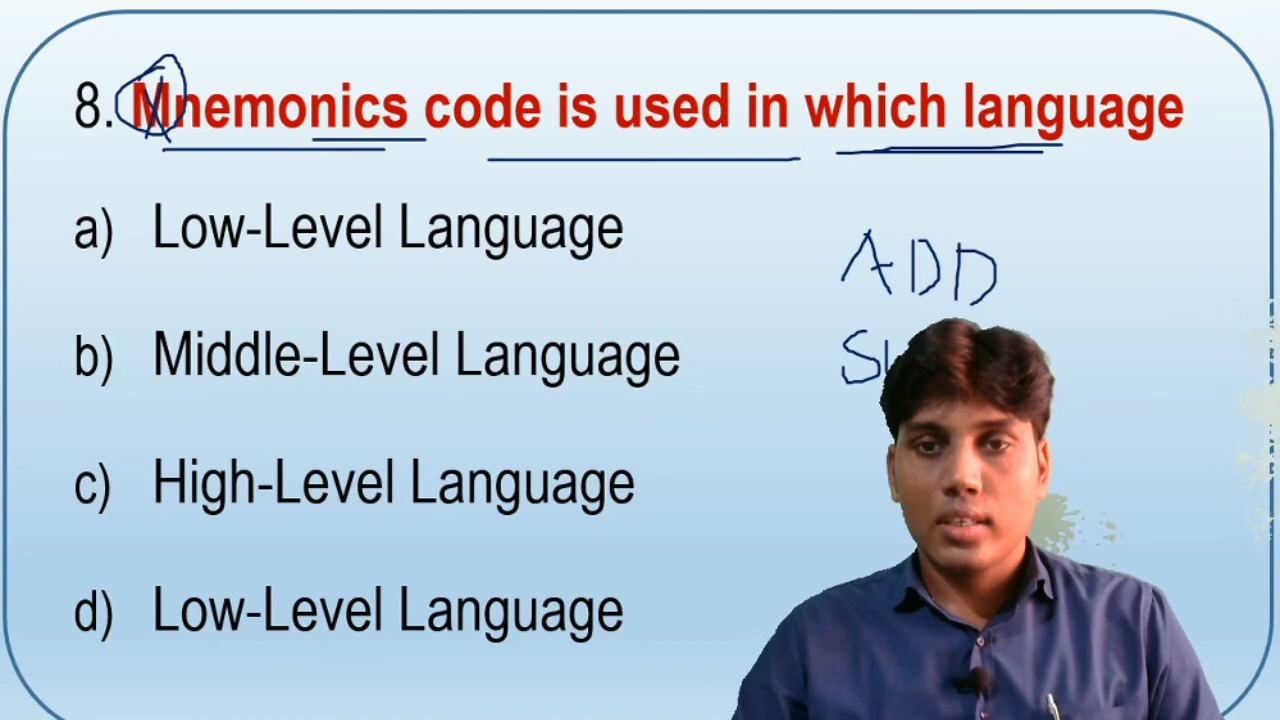 8. Mnemonics code is used in which language
a) Low-Level Language
ADD
b) Middle-Level Language
c) High-Level Language
d) Low-Level Language